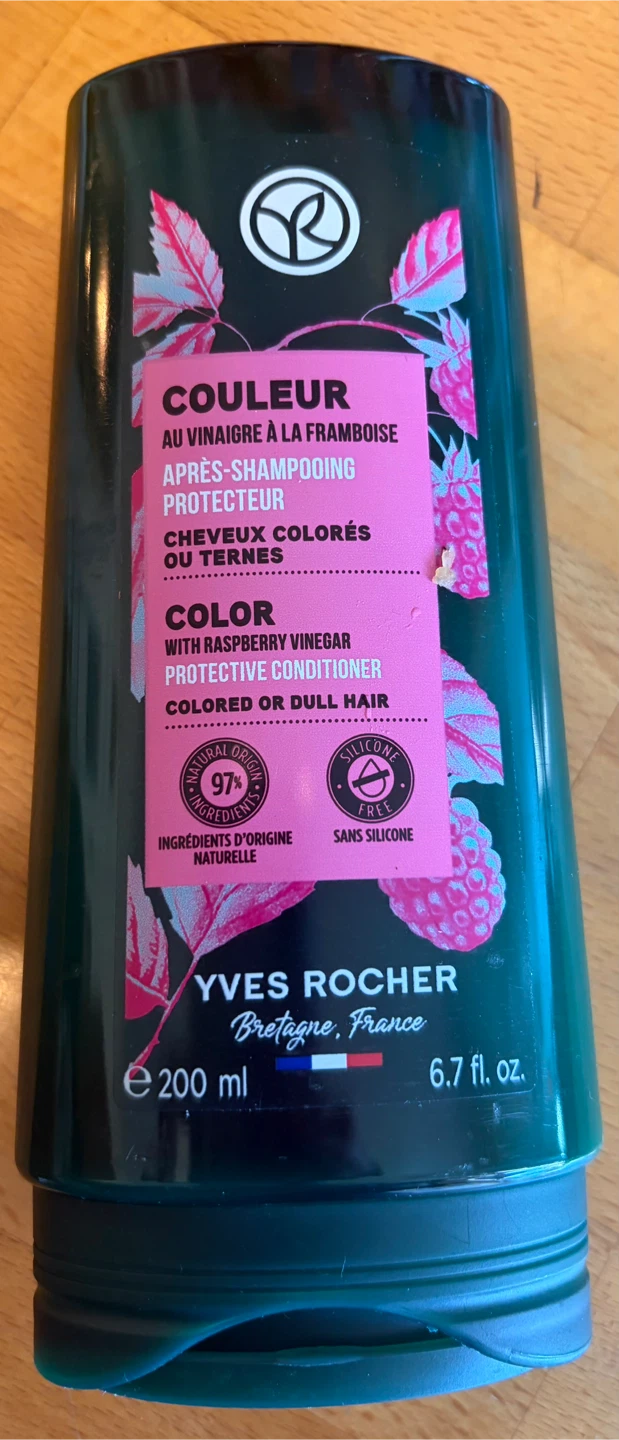 COULEUR
AU VINAIGRE À LA FRAMBOISE
APRÈS-SHAMPOOING
PROTECTEUR
CHEVEUX COLORÉS
OU TERNES
COLOR
WITH RASPBERRY VINEGAR
PROTECTIVE CONDITIONER
COLORED OR DULL HAIR
NATURAL ORIGIN
97%
INGREDIENTS
SILICONE
FREE
INGRÉDIENTS D'ORIGINE
NATURELLE
SANS SILICONE
YVES ROCHER
Bretagne, France
e 200 ml
6.7 fl. oz.